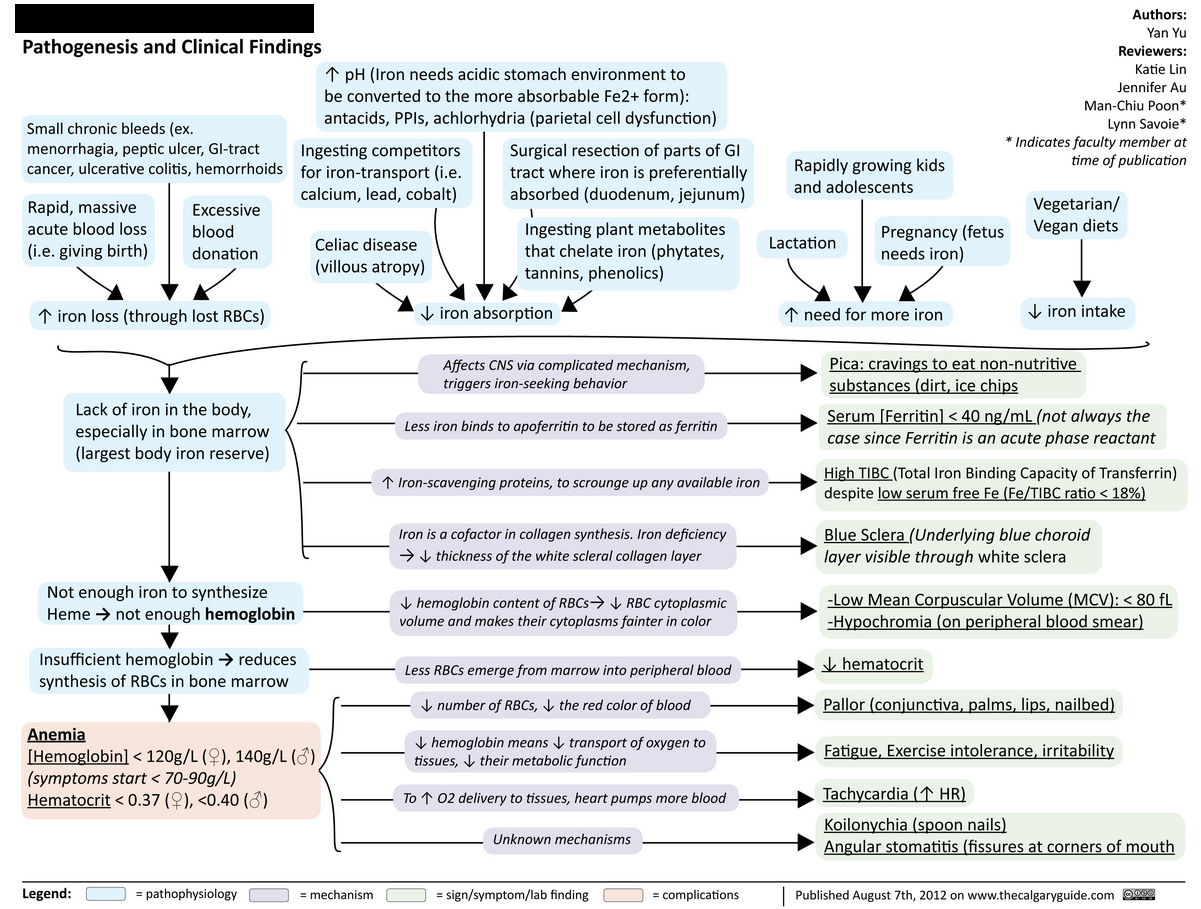 Pathogenesis and Clinical Findings
Authors:
Yan Yu
Reviewers:
Katie Lin
Jennifer Au
Man-Chiu Poon*
Lynn Savoie*
* Indicates faculty member at
time of publication
↑ pH (Iron needs acidic stomach environment to
be converted to the more absorbable Fe2+ form):
antacids, PPIs, achlorhydria (parietal cell dysfunction)
Small chronic bleeds (ex.
menorrhagia, peptic ulcer, GI-tract
cancer, ulcerative colitis, hemorrhoids
Rapid, massive
acute blood loss
(i.e. giving birth)
Excessive
blood
donation
↑ iron loss (through lost RBCs)
Ingesting competitors
for iron-transport (i.e.
calcium, lead, cobalt)
Surgical resection of parts of GI
tract where iron is preferentially
absorbed (duodenum, jejunum)
Celiac disease
(villous atropy)
Ingesting plant metabolites
that chelate iron (phytates,
tannins, phenolics)
↓ iron absorption
Rapidly growing kids
and adolescents
Lactation
Pregnancy (fetus
needs iron)
↑ need for more iron
Vegetarian/
Vegan diets
↓ iron intake
Lack of iron in the body,
especially in bone marrow
(largest body iron reserve)
Affects CNS via complicated mechanism,
triggers iron-seeking behavior
Pica: cravings to eat non-nutritive
substances (dirt, ice chips
Less iron binds to apoferritin to be stored as ferritin
Serum [Ferritin] < 40 ng/mL (not always the
case since Ferritin is an acute phase reactant
↑ Iron-scavenging proteins, to scrounge up any available iron
High TIBC (Total Iron Binding Capacity of Transferrin)
despite low serum free Fe (Fe/TIBC ratio < 18%)
Iron is a cofactor in collagen synthesis. Iron deficiency
→ ↓ thickness of the white scleral collagen layer
Blue Sclera (Underlying blue choroid
layer visible through white sclera
Not enough iron to synthesize
Heme → not enough hemoglobin
↓ hemoglobin content of RBCs→ ↓ RBC cytoplasmic
volume and makes their cytoplasms fainter in color
-Low Mean Corpuscular Volume (MCV): < 80 fL
-Hypochromia (on peripheral blood smear)
Insufficient hemoglobin → reduces
synthesis of RBCs in bone marrow
Less RBCs emerge from marrow into peripheral blood
↓ hematocrit
Anemia
[Hemoglobin] < 120g/L (♀), 140g/L (♂)
(symptoms start < 70-90g/L)
Hematocrit < 0.37 (♀), <0.40 (♂)
↓ number of RBCs, ↓ the red color of blood
Pallor (conjunctiva, palms, lips, nailbed)
↓ hemoglobin means ↓ transport of oxygen to
tissues, ↓ their metabolic function
Fatigue, Exercise intolerance, irritability
To ↑ O2 delivery to tissues, heart pumps more blood
Tachycardia (↑ HR)
Unknown mechanisms
Koilonychia (spoon nails)
Angular stomatitis (fissures at corners of mouth
Legend:
= pathophysiology
= mechanism
= sign/symptom/lab finding
= complications
Published August 7th, 2012 on www.thecalgaryguide.com